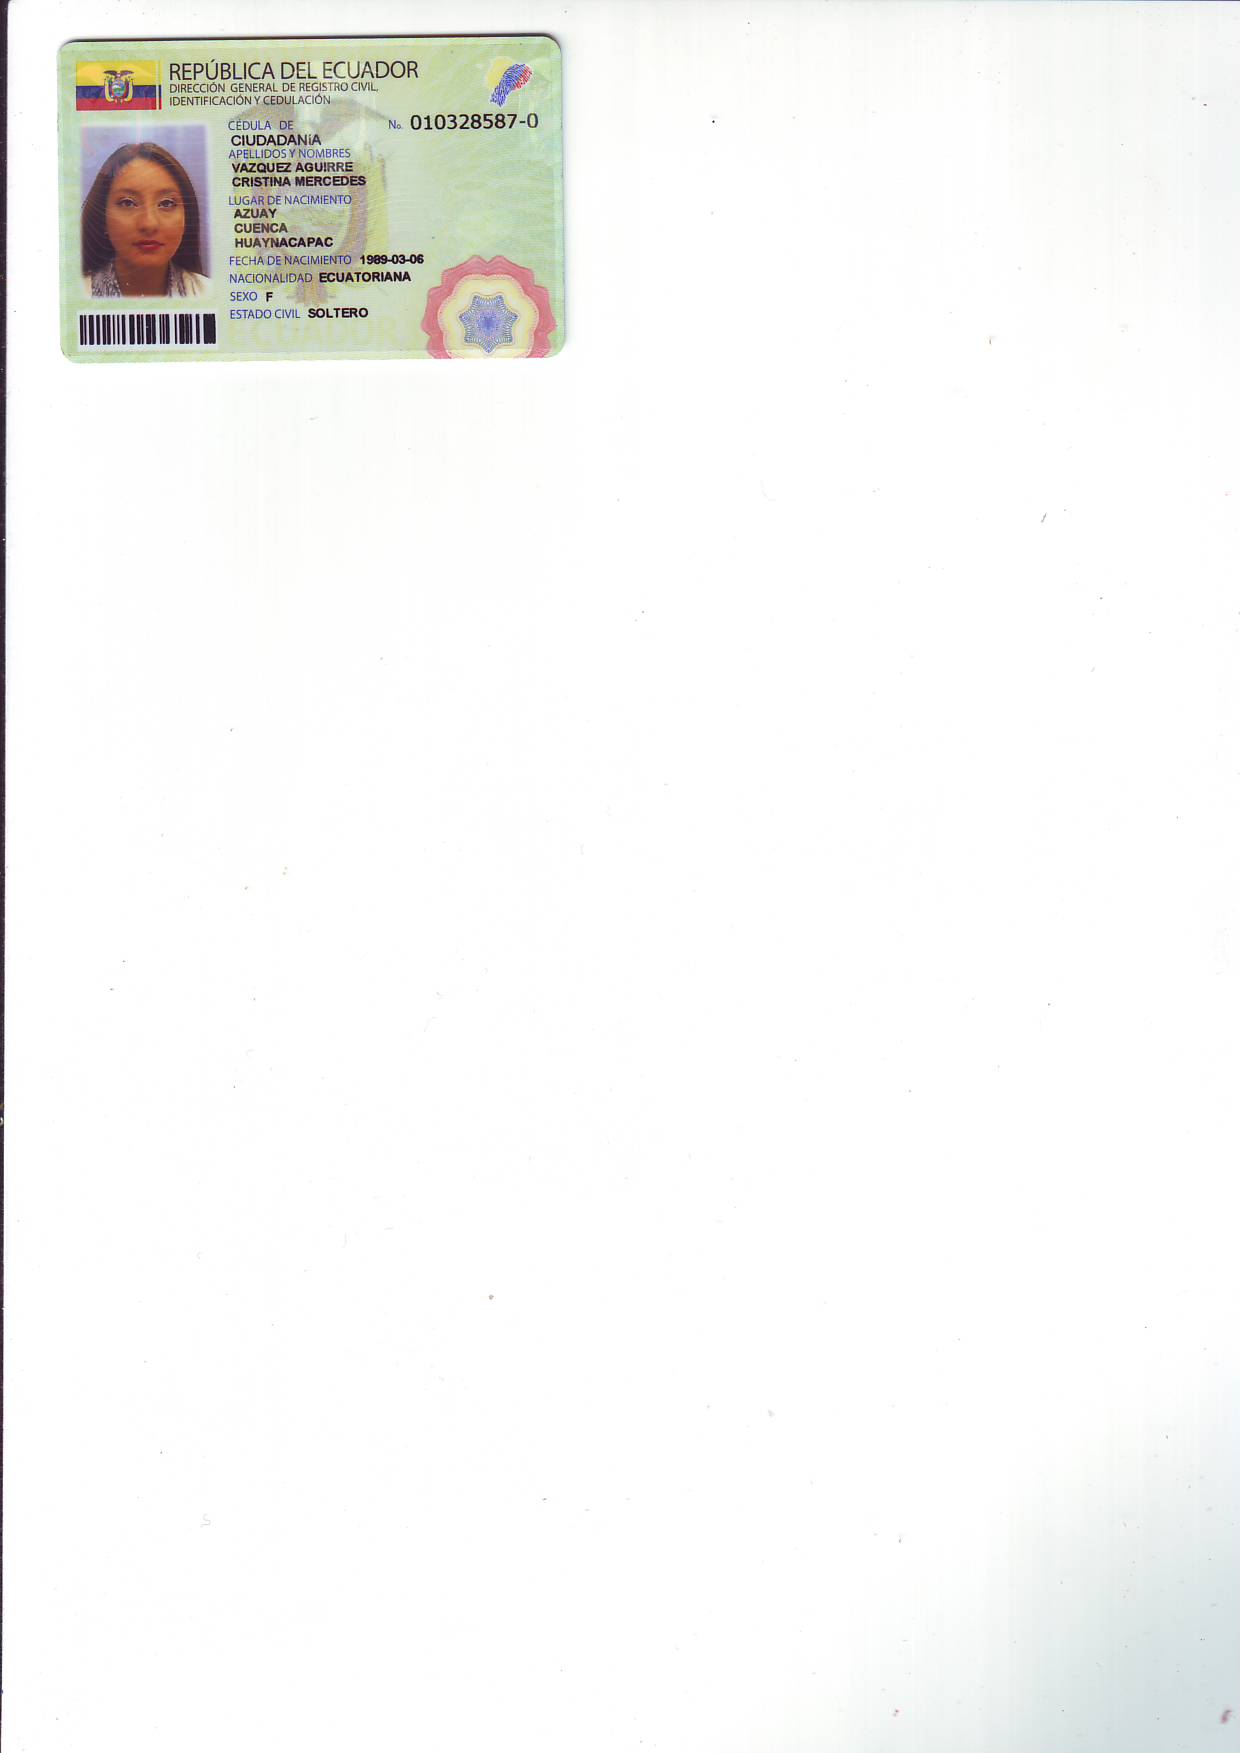 REPÚBLICA DEL ECUADOR
DIRECCIÓN GENERAL DE REGISTRO CIVIL,
IDENTIFICACIÓN Y CEDULACIÓN
CÉDULA DE No. 010328587-0
CIUDADANíA
APELLIDOS Y NOMBRES
VAZQUEZ AGUIRRE
CRISTINA MERCEDES
LUGAR DE NACIMIENTO
AZUAY
CUENCA
HUAYNACAPAC
FECHA DE NACIMIENTO 1989-03-06
NACIONALIDAD ECUATORIANA
SEXO F
ESTADO CIVIL SOLTERO
ECUADOR